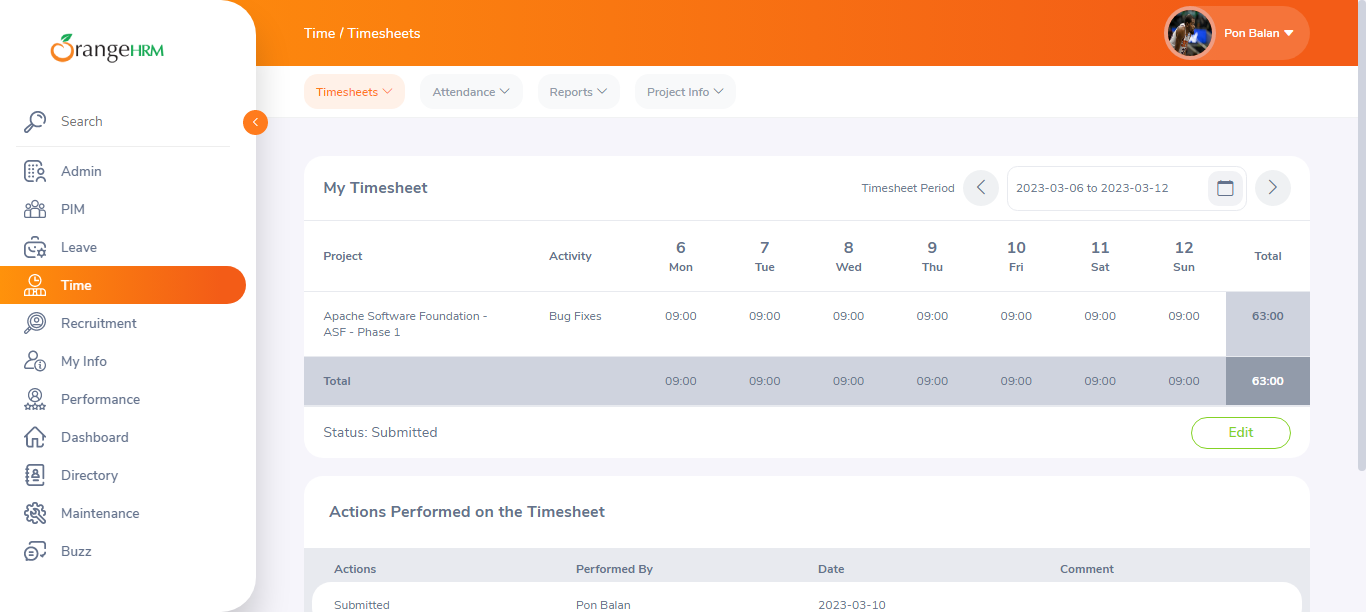 OrangeHRM
Time / Timesheets
Pon Balan
Search
Admin
PIM
Leave
Time
Recruitment
My Info
Performance
Dashboard
Directory
Maintenance
Buzz
Timesheets Attendance Reports Project Info
My Timesheet
Timesheet Period 2023-03-06 to 2023-03-12
Project Activity 6 Mon 7 Tue 8 Wed 9 Thu 10 Fri 11 Sat 12 Sun Total
Apache Software Foundation - Bug Fixes 09:00 09:00 09:00 09:00 09:00 09:00 09:00 63:00
ASF - Phase 1
Total 09:00 09:00 09:00 09:00 09:00 09:00 09:00 63:00
Status: Submitted Edit
Actions Performed on the Timesheet
Actions Performed By Date Comment
Submitted Pon Balan 2023-03-10